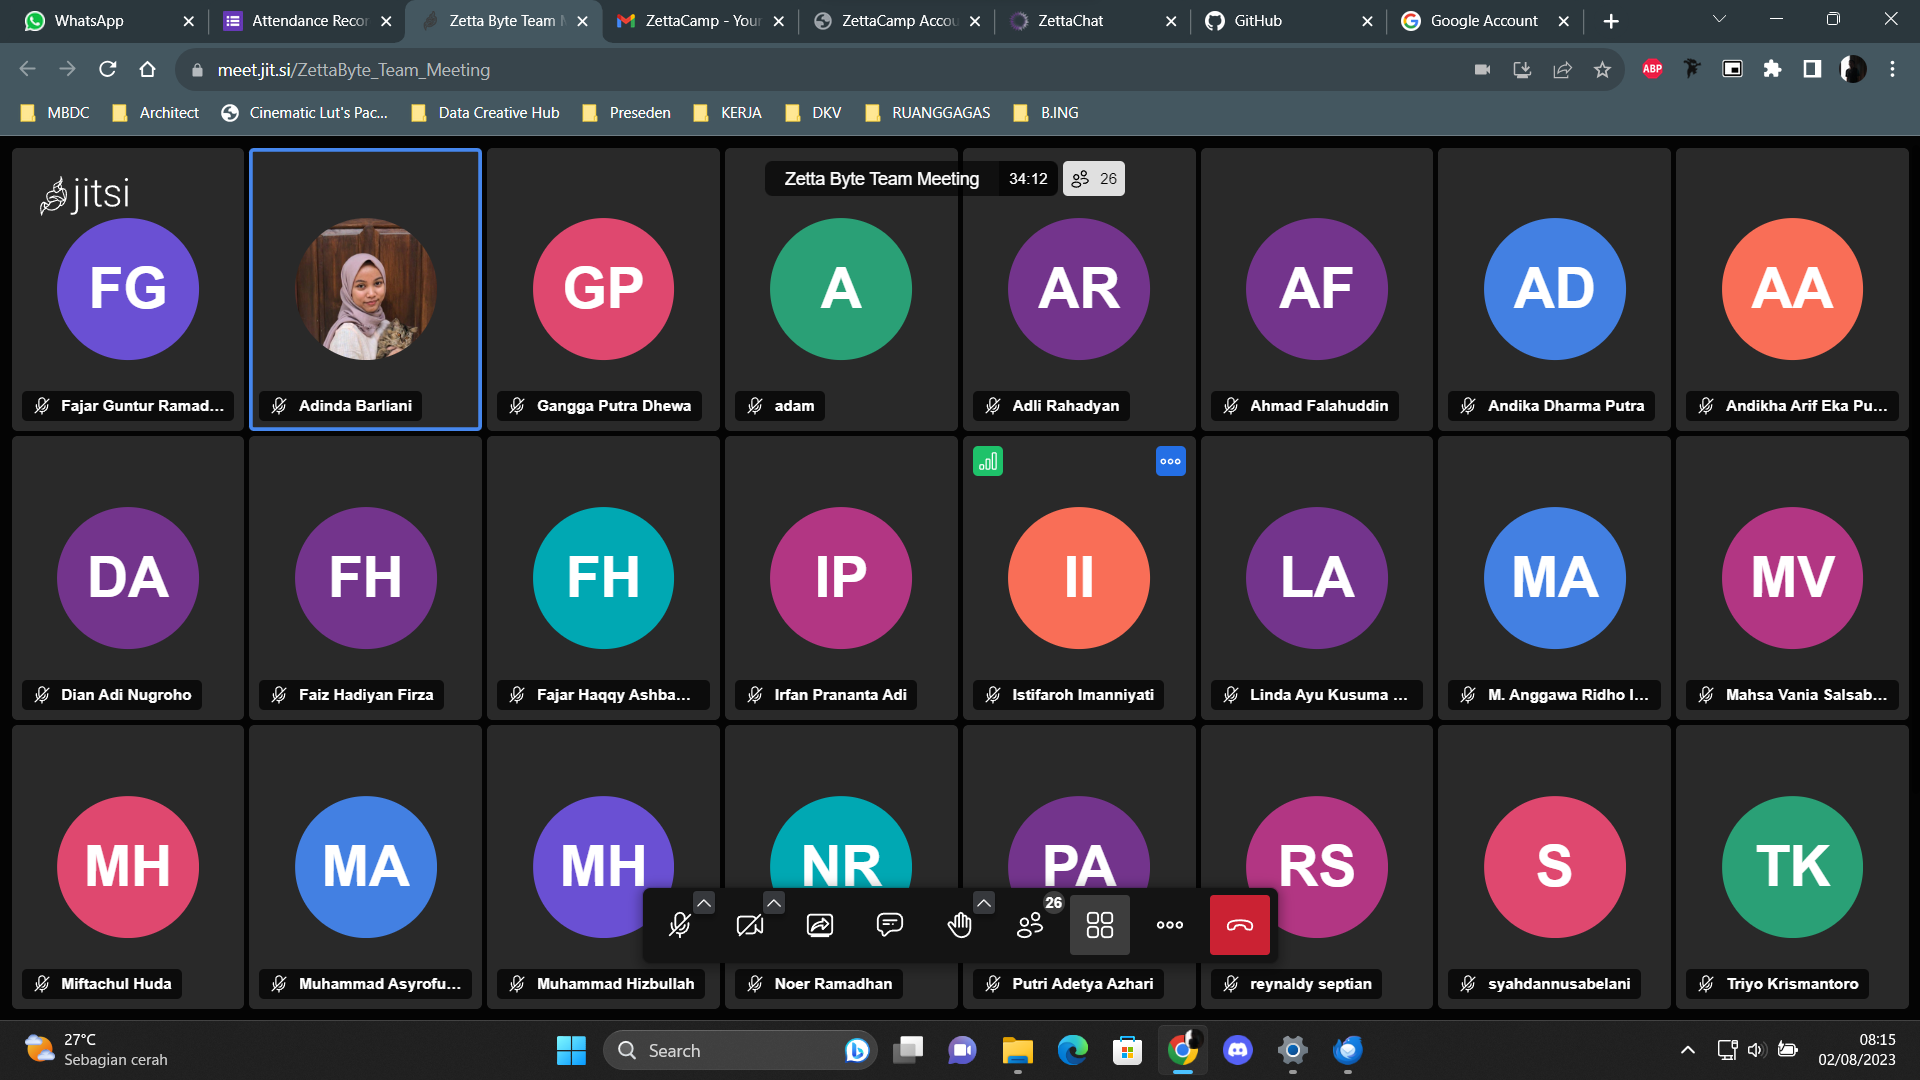 WhatsApp
Attendance Recor
Zetta Byte Team M
ZettaCamp - Your
ZettaCamp Accou
ZettaChat
GitHub
Google Account
meet.jit.si/ZettaByte_Team_Meeting
ABP
MBDC
Architect
Cinematic Lut's Pac...
Data Creative Hub
Preseden
KERJA
DKV
RUANGGAGAS
B.ING
jitsi
Zetta Byte Team Meeting
34:12
26
FG
GP
A
AR
AF
AD
AA
Fajar Guntur Ramad...
Adinda Barliani
Gangga Putra Dhewa
adam
Adli Rahadyan
Ahmad Falahuddin
Andika Dharma Putra
Andikha Arif Eka Pu...
DA
FH
FH
IP
II
LA
MA
MV
Dian Adi Nugroho
Faiz Hadiyan Firza
Fajar Haqqy Ashba...
Irfan Prananta Adi
Istifaroh Imanniyati
Linda Ayu Kusuma ...
M. Anggawa Ridho I...
Mahsa Vania Salsab...
MH
MA
MH
NR
PA
RS
S
TK
26
Miftachul Huda
Muhammad Asyrofu...
Muhammad Hizbullah
Noer Ramadhan
Putri Adetya Azhari
reynaldy septian
syahdannusabelani
Triyo Krismantoro
27°C
Sebagian cerah
Search
08:15
02/08/2023